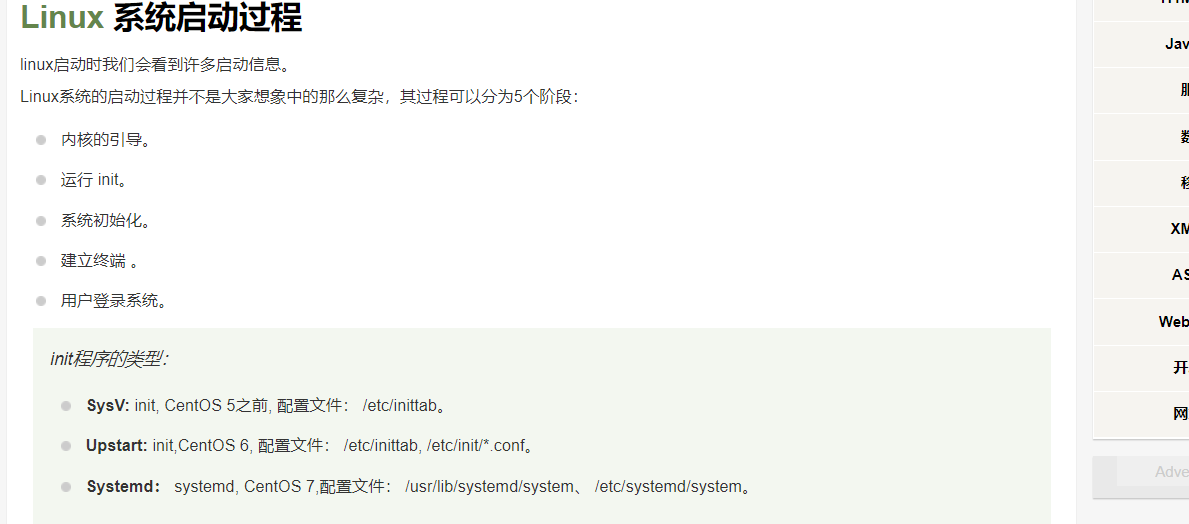 Linux 系统启动过程
linux启动时我们会看到许多启动信息。
Linux系统的启动过程并不是大家想象中的那么复杂，其过程可以分为5个阶段：
内核的引导。
运行 init。
系统初始化。
建立终端 。
用户登录系统。
init程序的类型：
SysV: init, CentOS 5之前, 配置文件： /etc/inittab。
Upstart: init,CentOS 6, 配置文件： /etc/inittab, /etc/init/*.conf。
Systemd： systemd, CentOS 7,配置文件： /usr/lib/systemd/system、 /etc/systemd/system。
Jav
数
移
XM
AS
Web
开
网
Adve